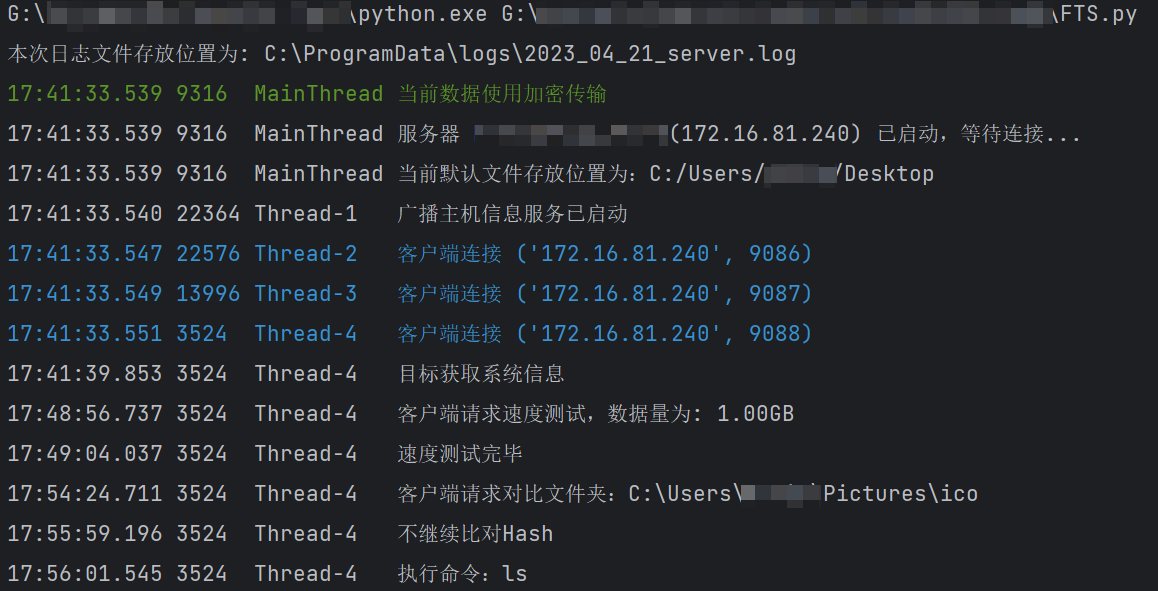 G:\ \python.exe G:\ \FTS.py
本次日志文件存放位置为: C:\ProgramData\logs\2023_04_21_server.log
17:41:33.539 9316 MainThread 当前数据使用加密传输
17:41:33.539 9316 MainThread 服务器 (172.16.81.240) 已启动，等待连接...
17:41:33.539 9316 MainThread 当前默认文件存放位置为：C:/Users/ /Desktop
17:41:33.540 22364 Thread-1 广播主机信息服务已启动
17:41:33.547 22576 Thread-2 客户端连接 ('172.16.81.240', 9086)
17:41:33.549 13996 Thread-3 客户端连接 ('172.16.81.240', 9087)
17:41:33.551 3524 Thread-4 客户端连接 ('172.16.81.240', 9088)
17:41:39.853 3524 Thread-4 目标获取系统信息
17:48:56.737 3524 Thread-4 客户端请求速度测试，数据量为: 1.00GB
17:49:04.037 3524 Thread-4 速度测试完毕
17:54:24.711 3524 Thread-4 客户端请求对比文件夹：C:\Users\ Pictures\ico
17:55:59.196 3524 Thread-4 不继续比对Hash
17:56:01.545 3524 Thread-4 执行命令：ls